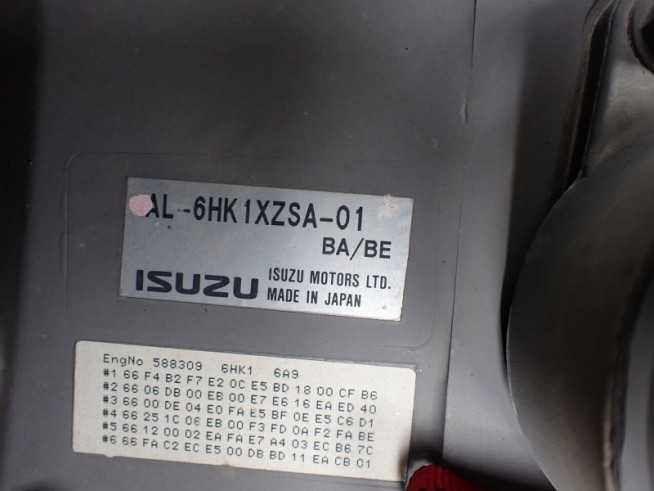 AL-6HK1XZSA-01
BA/BE
ISUZU ISUZU MOTORS LTD.
MADE IN JAPAN
EngNo 588309 6HK1 6A9
#1 66 F4 B2 F7 E2 0C E5 BD 18 00 CF B6
#2 66 06 DB 00 EB 00 E7 E6 16 EA ED 40
#3 66 00 DE 04 E0 FA E5 BF 0E E5 C6 D1
#4 66 25 1C 06 EB 00 F3 FD 0A F2 FA BE
#5 66 12 00 02 EA FA E7 A4 03 EC B6 7C
#6 66 FA C2 EC E5 00 DB BD 11 EA CB 01